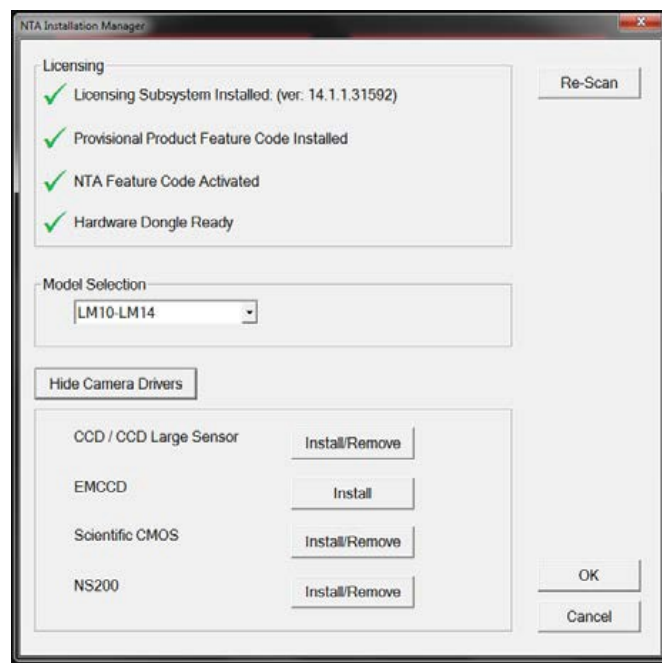 NTA Installation Manager
Licensing
Licensing Subsystem Installed: (ver: 14.1.1.31592)
Re-Scan
Provisional Product Feature Code Installed
NTA Feature Code Activated
Hardware Dongle Ready
Model Selection
LM10-LM14
Hide Camera Drivers
CCD / CCD Large Sensor
Install/Remove
EMCCD
Install
Scientific CMOS
Install/Remove
NS200
Install/Remove
OK
Cancel